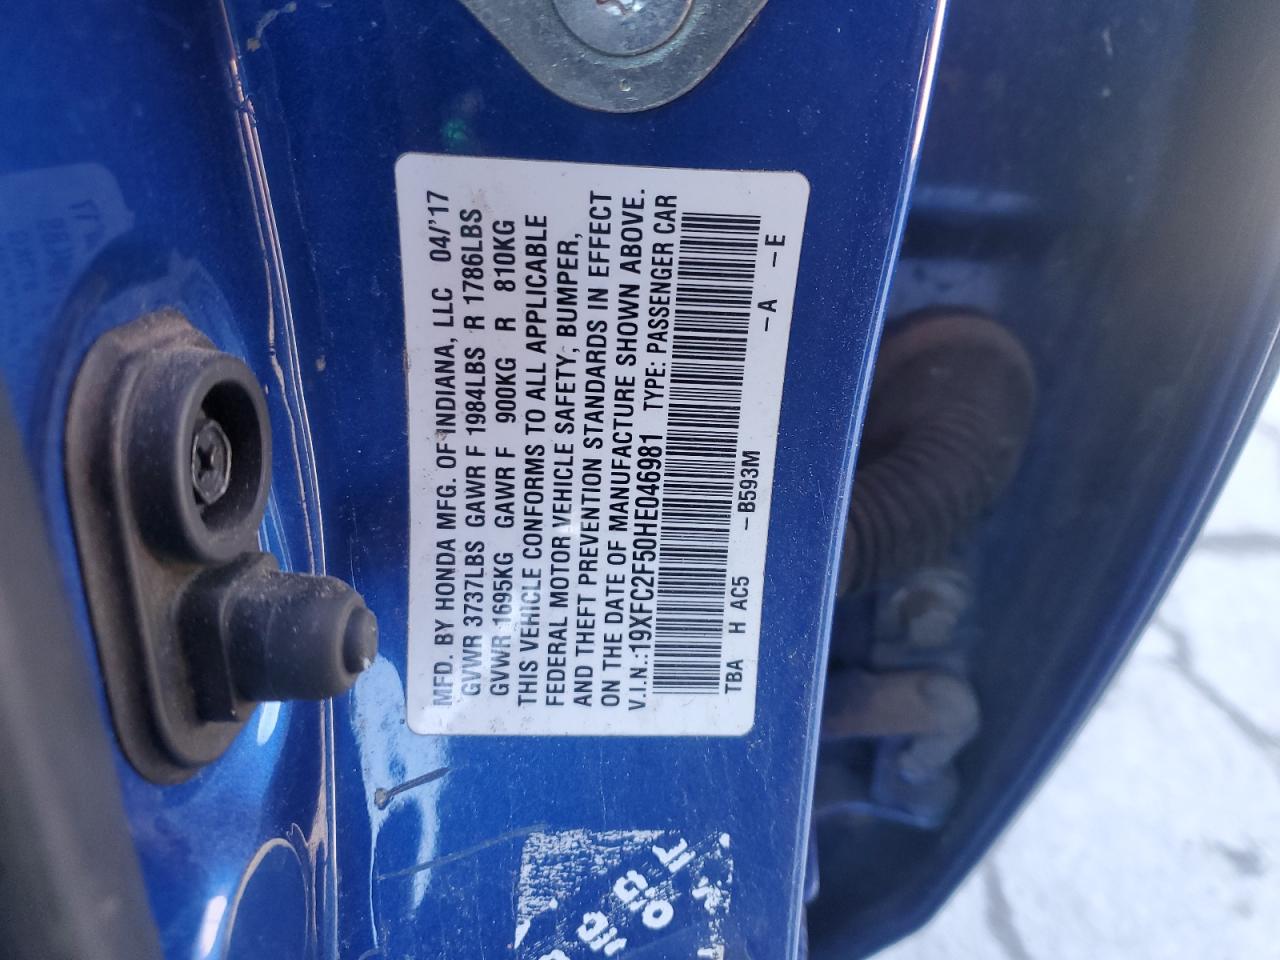 MFD. BY HONDA MFG. OF INDIANA, LLC 04/'17
GVWR 3737LBS GAWR F 1984LBS R 1786LBS
GVWR 1695KG GAWR F 900KG R 810KG
THIS VEHICLE CONFORMS TO ALL APPLICABLE
FEDERAL MOTOR VEHICLE SAFETY, BUMPER,
AND THEFT PREVENTION STANDARDS IN EFFECT
ON THE DATE OF MANUFACTURE SHOWN ABOVE.
V.I.N.:19XFC2F50HE046981 TYPE: PASSENGER CAR
TBA H AC5 -B593M -A -E